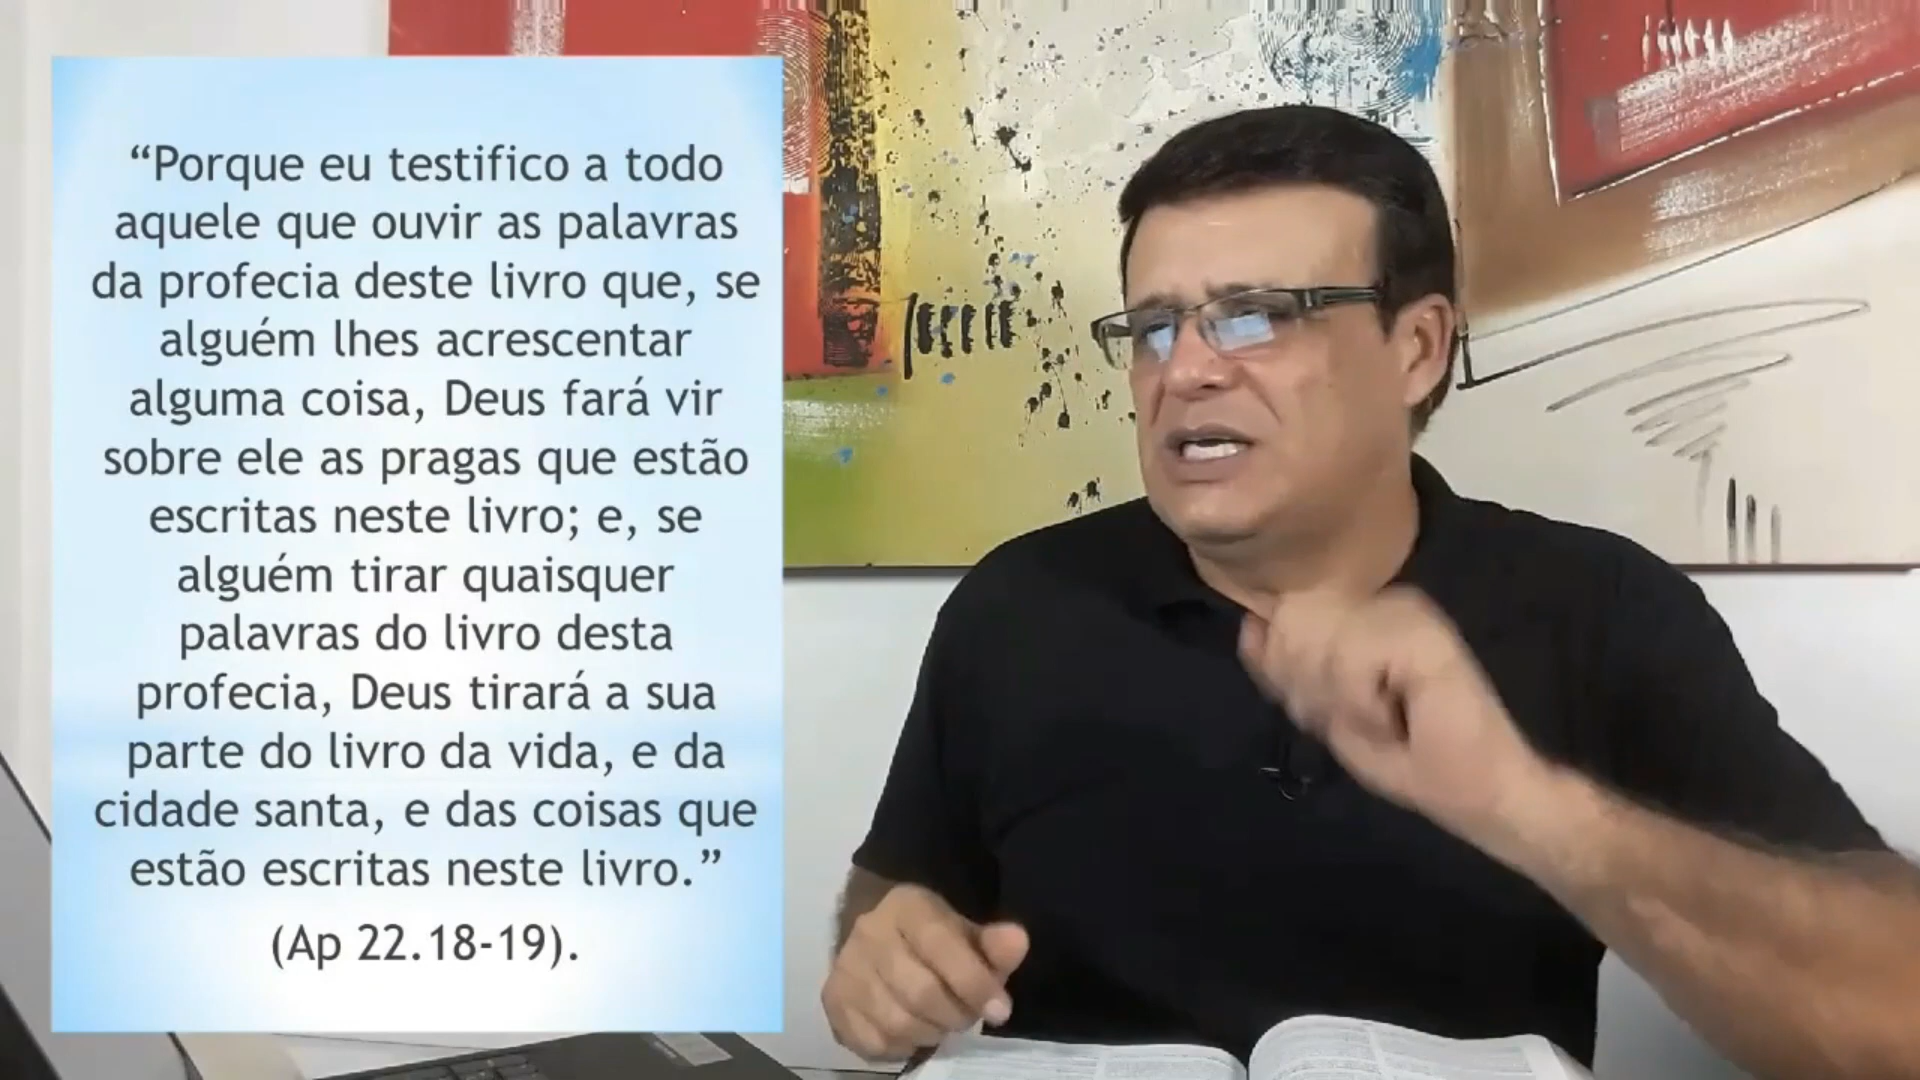 “Porque eu testifico a todo
aquele que ouvir as palavras
da profecia deste livro que, se
alguém lhes acrescentar
alguma coisa, Deus fará vir
sobre ele as pragas que estão
escritas neste livro; e, se
alguém tirar quaisquer
palavras do livro desta
profecia, Deus tirará a sua
parte do livro da vida, e da
cidade santa, e das coisas que
estão escritas neste livro.”
(Ap 22.18-19).